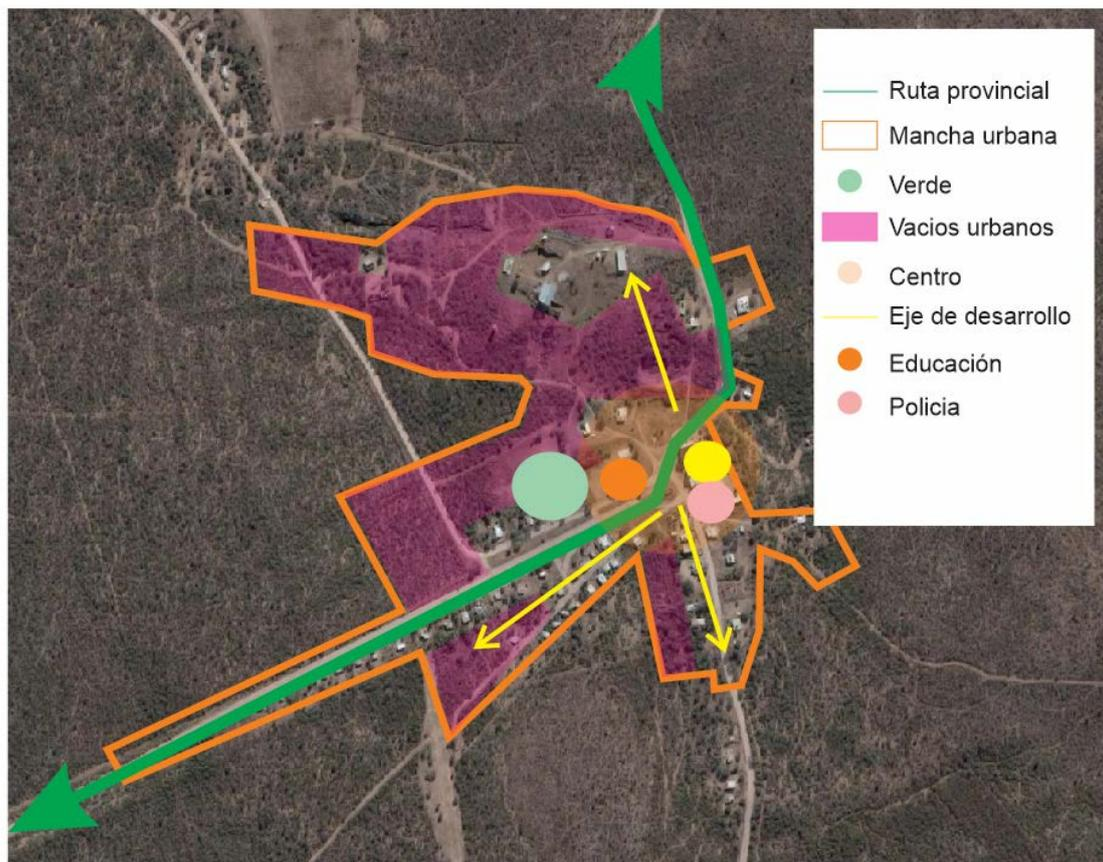 Ruta provincial
Mancha urbana
Verde
Vacios urbanos
Centro
Eje de desarrollo
Educación
Policia